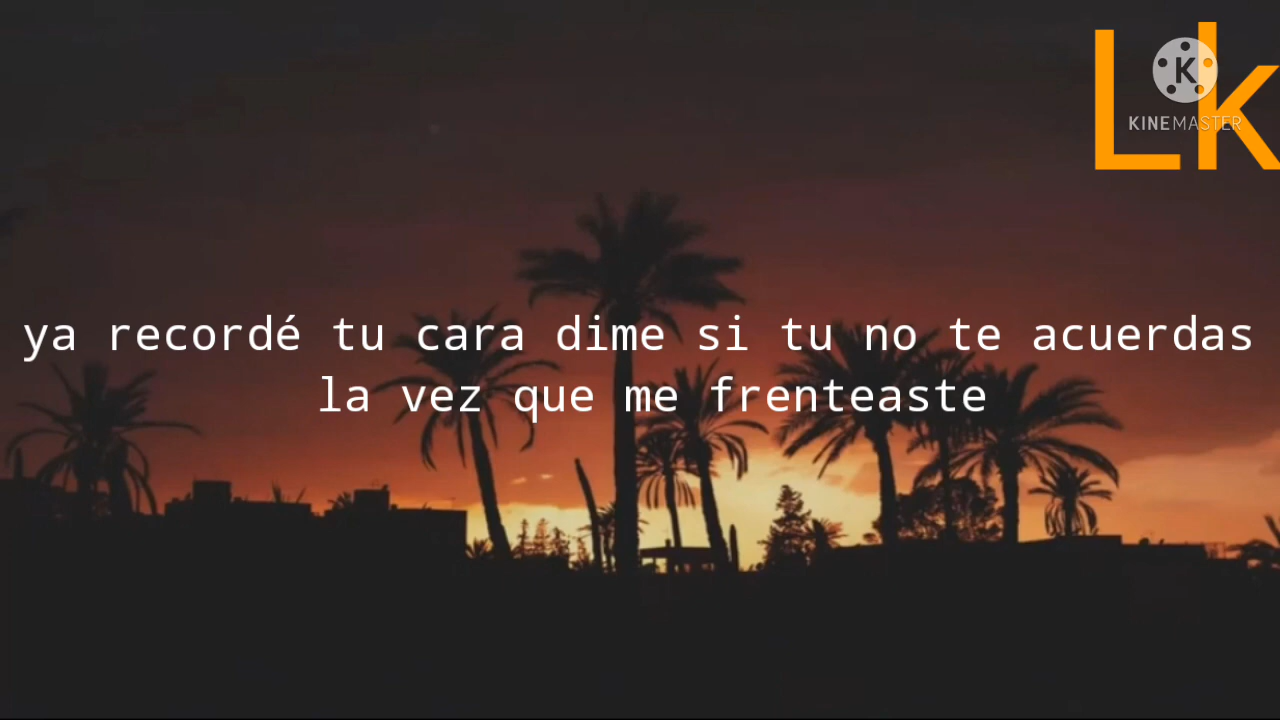 Lk
KINEMASTER
ya recordé tu cara dime si tu no te acuerdas
la vez que me frenteaste